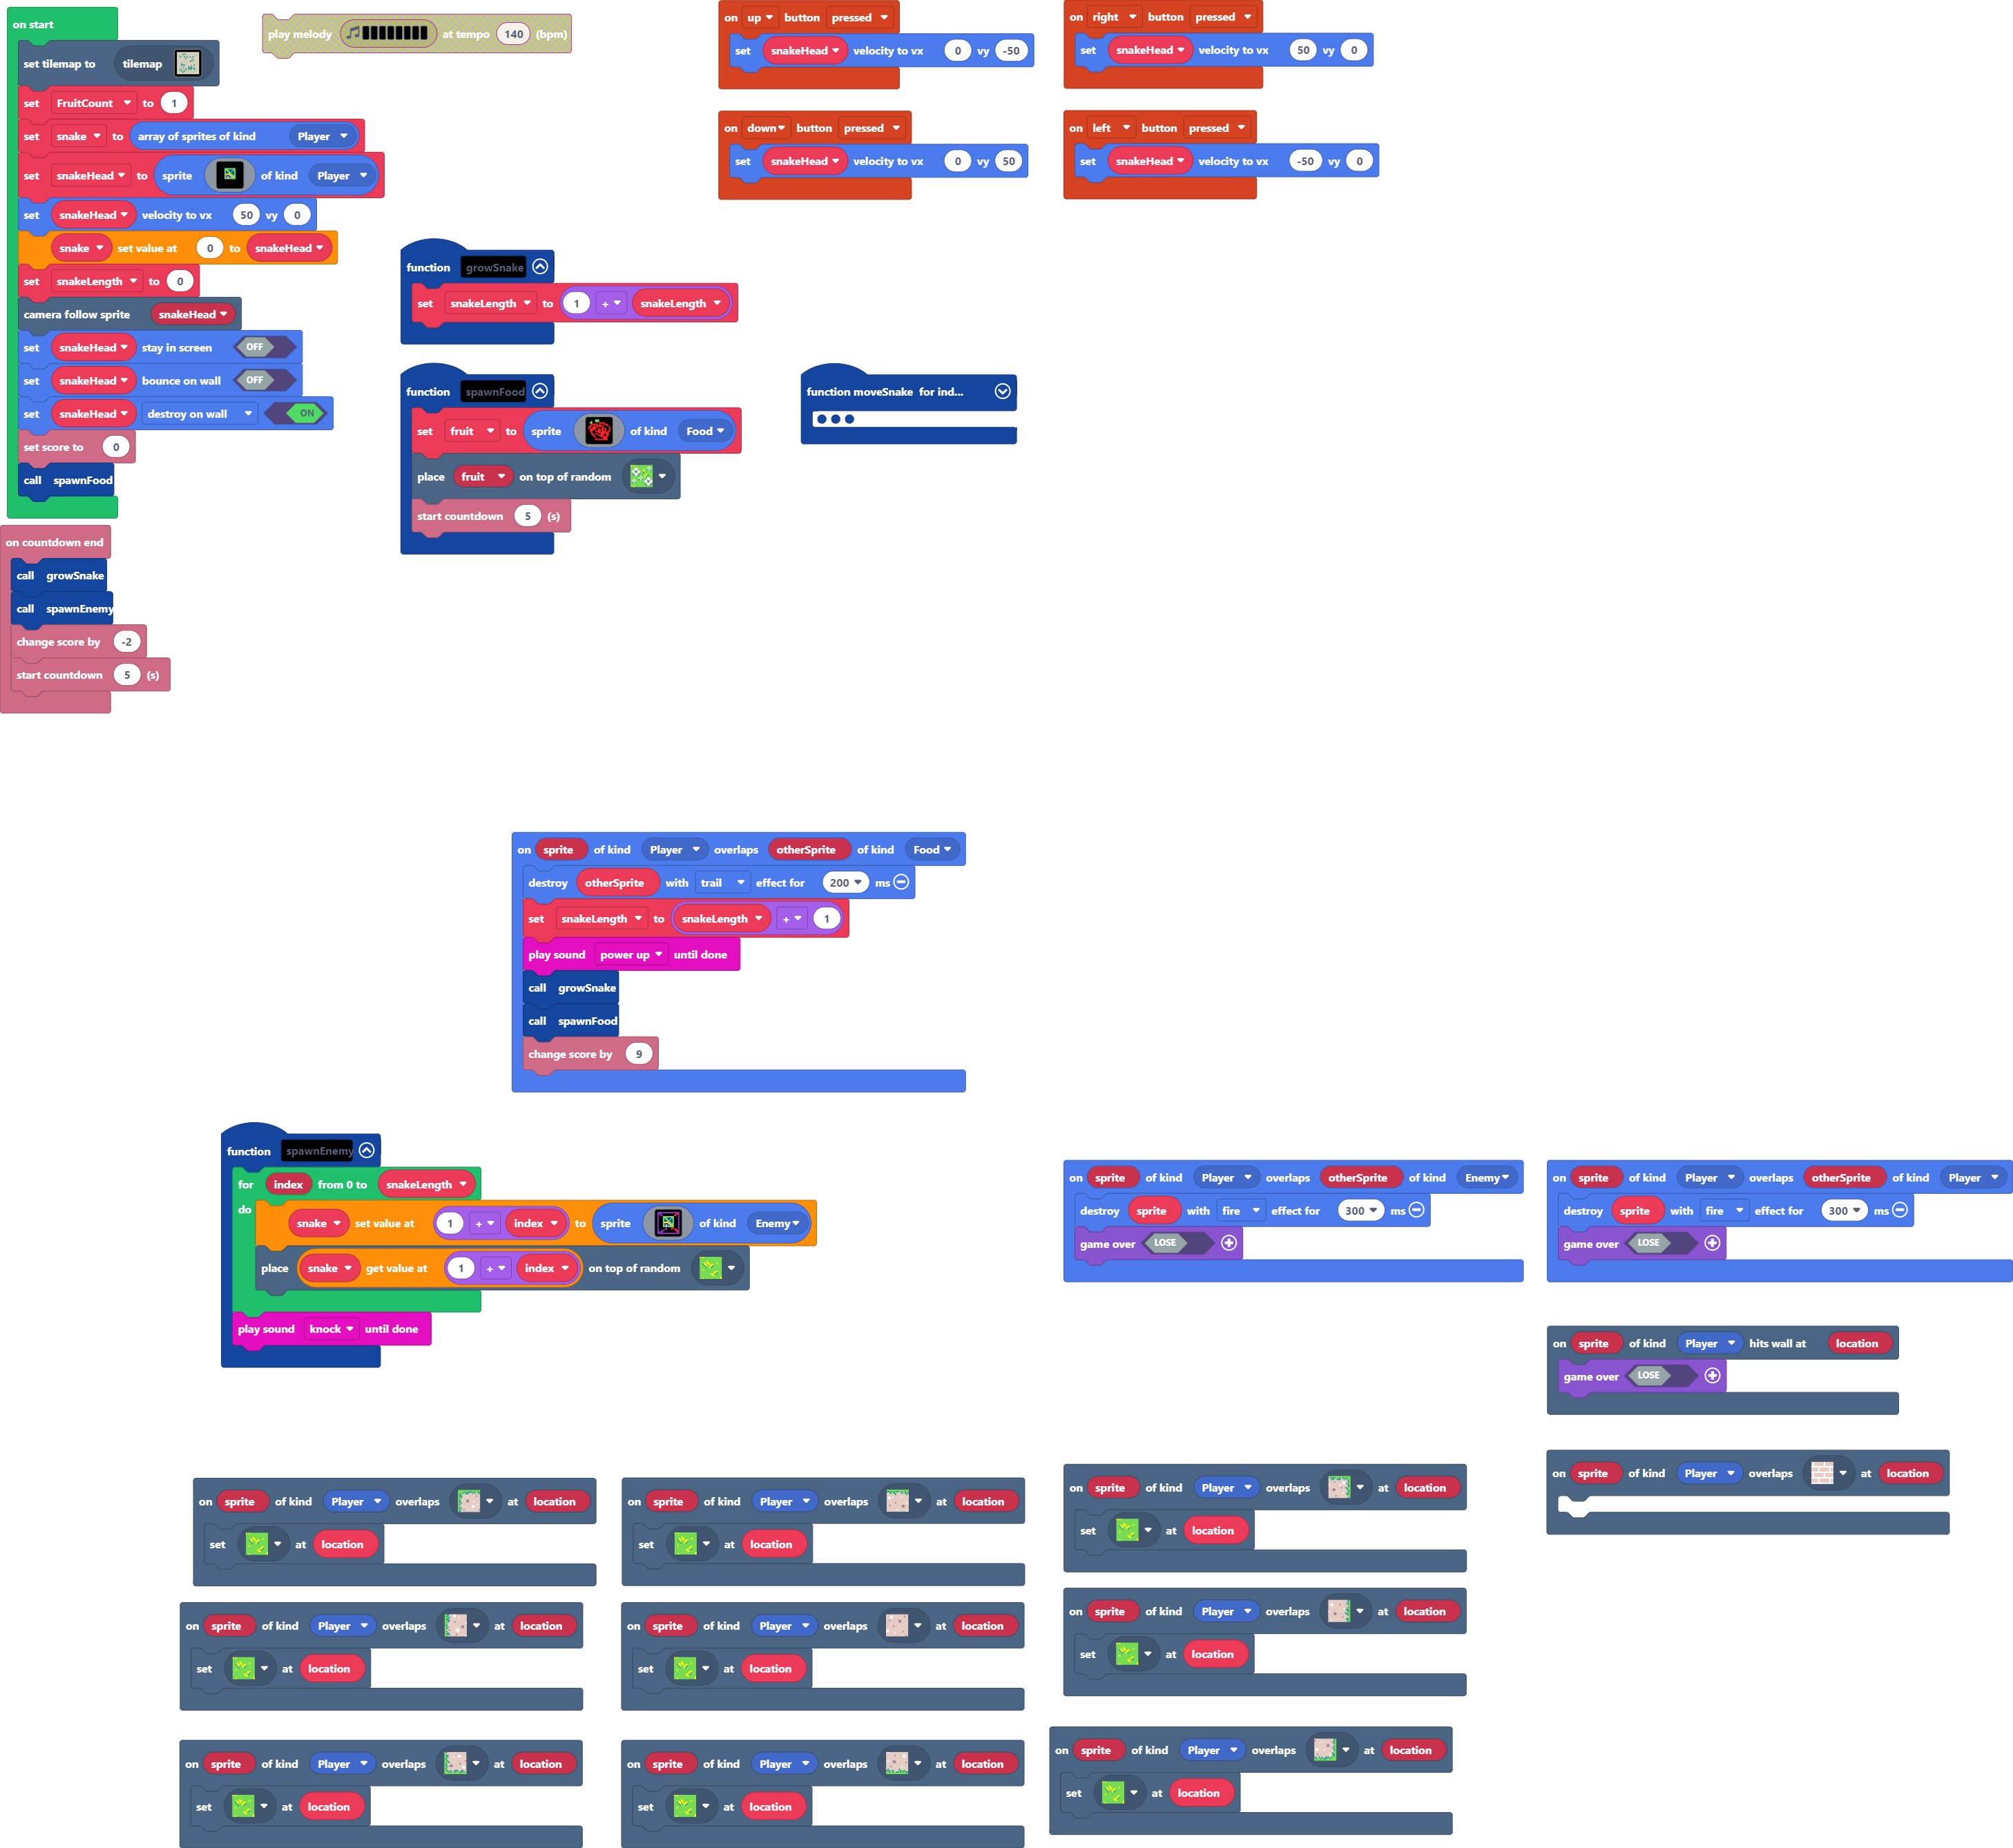 on start
set tilemap to tilemap
set FruitCount to 1
set snake to array of sprites of kind Player
set snakeHead to sprite of kind Player
set snakeHead velocity to vx 50 vy 0
snake set value at 0 to snakeHead
set snakeLength to 0
camera follow sprite snakeHead
set snakeHead stay in screen OFF
set snakeHead bounce on wall OFF
set snakeHead destroy on wall ON
set score to 0
call spawnFood
on countdown end
call growSnake
call spawnEnemy
change score by -2
start countdown 5 (s)
play melody at tempo 140 (bpm)
on up button pressed
set snakeHead velocity to vx 0 vy -50
on right button pressed
set snakeHead velocity to vx 50 vy 0
on down button pressed
set snakeHead velocity to vx 0 vy 50
on left button pressed
set snakeHead velocity to vx -50 vy 0
function growSnake
set snakeLength to 1 + snakeLength
function spawnFood
set fruit to sprite of kind Food
place fruit on top of random
start countdown 5 (s)
function moveSnake for ind...
on sprite of kind Player overlaps otherSprite of kind Food
destroy otherSprite with trail effect for 200 ms
set snakeLength to snakeLength + 1
play sound power up until done
call growSnake
call spawnFood
change score by 9
function spawnEnemy
for index from 0 to snakeLength
do
snake set value at 1 + index to sprite of kind Enemy
place snake get value at 1 + index on top of random
play sound knock until done
on sprite of kind Player overlaps otherSprite of kind Enemy
destroy sprite with fire effect for 300 ms
game over LOSE
on sprite of kind Player overlaps otherSprite of kind Player
destroy sprite with fire effect for 300 ms
game over LOSE
on sprite of kind Player hits wall at location
game over LOSE
on sprite of kind Player overlaps at location
on sprite of kind Player overlaps at location
set at location
on sprite of kind Player overlaps at location
set at location
on sprite of kind Player overlaps at location
set at location
on sprite of kind Player overlaps at location
set at location
on sprite of kind Player overlaps at location
set at location
on sprite of kind Player overlaps at location
set at location
on sprite of kind Player overlaps at location
set at location
on sprite of kind Player overlaps at location
set at location
on sprite of kind Player overlaps at location
set at location